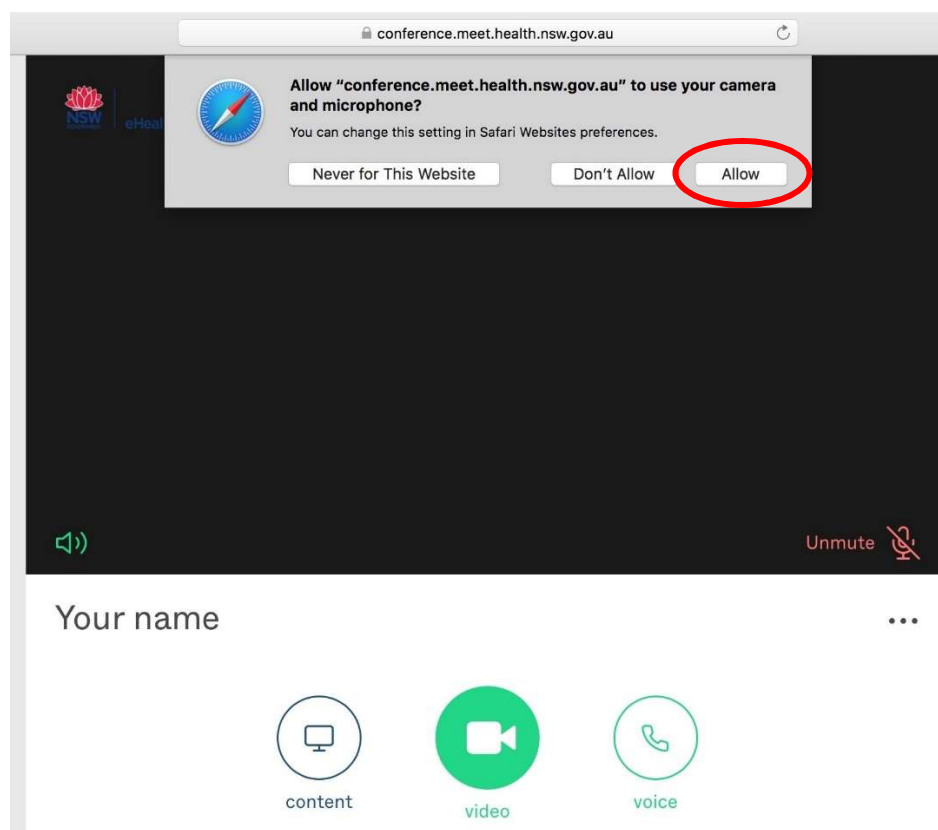 conference.meet.health.nsw.gov.au
Allow “conference.meet.health.nsw.gov.au” to use your camera
and microphone?
You can change this setting in Safari Websites preferences.
Never for This Website
Don’t Allow
Allow
NSW
eHeal
Unmute
Your name
content
video
voice